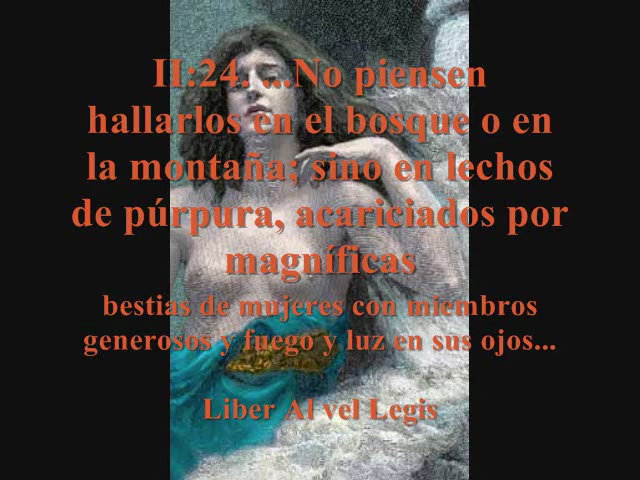 II:24. ...No piensen
hallarlos en el bosque o en
la montaña; sino en lechos
de púrpura, acariciados por
magníficas
bestias de mujeres con miembros
generosos y fuego y luz en sus ojos...
Liber Al vel Legis